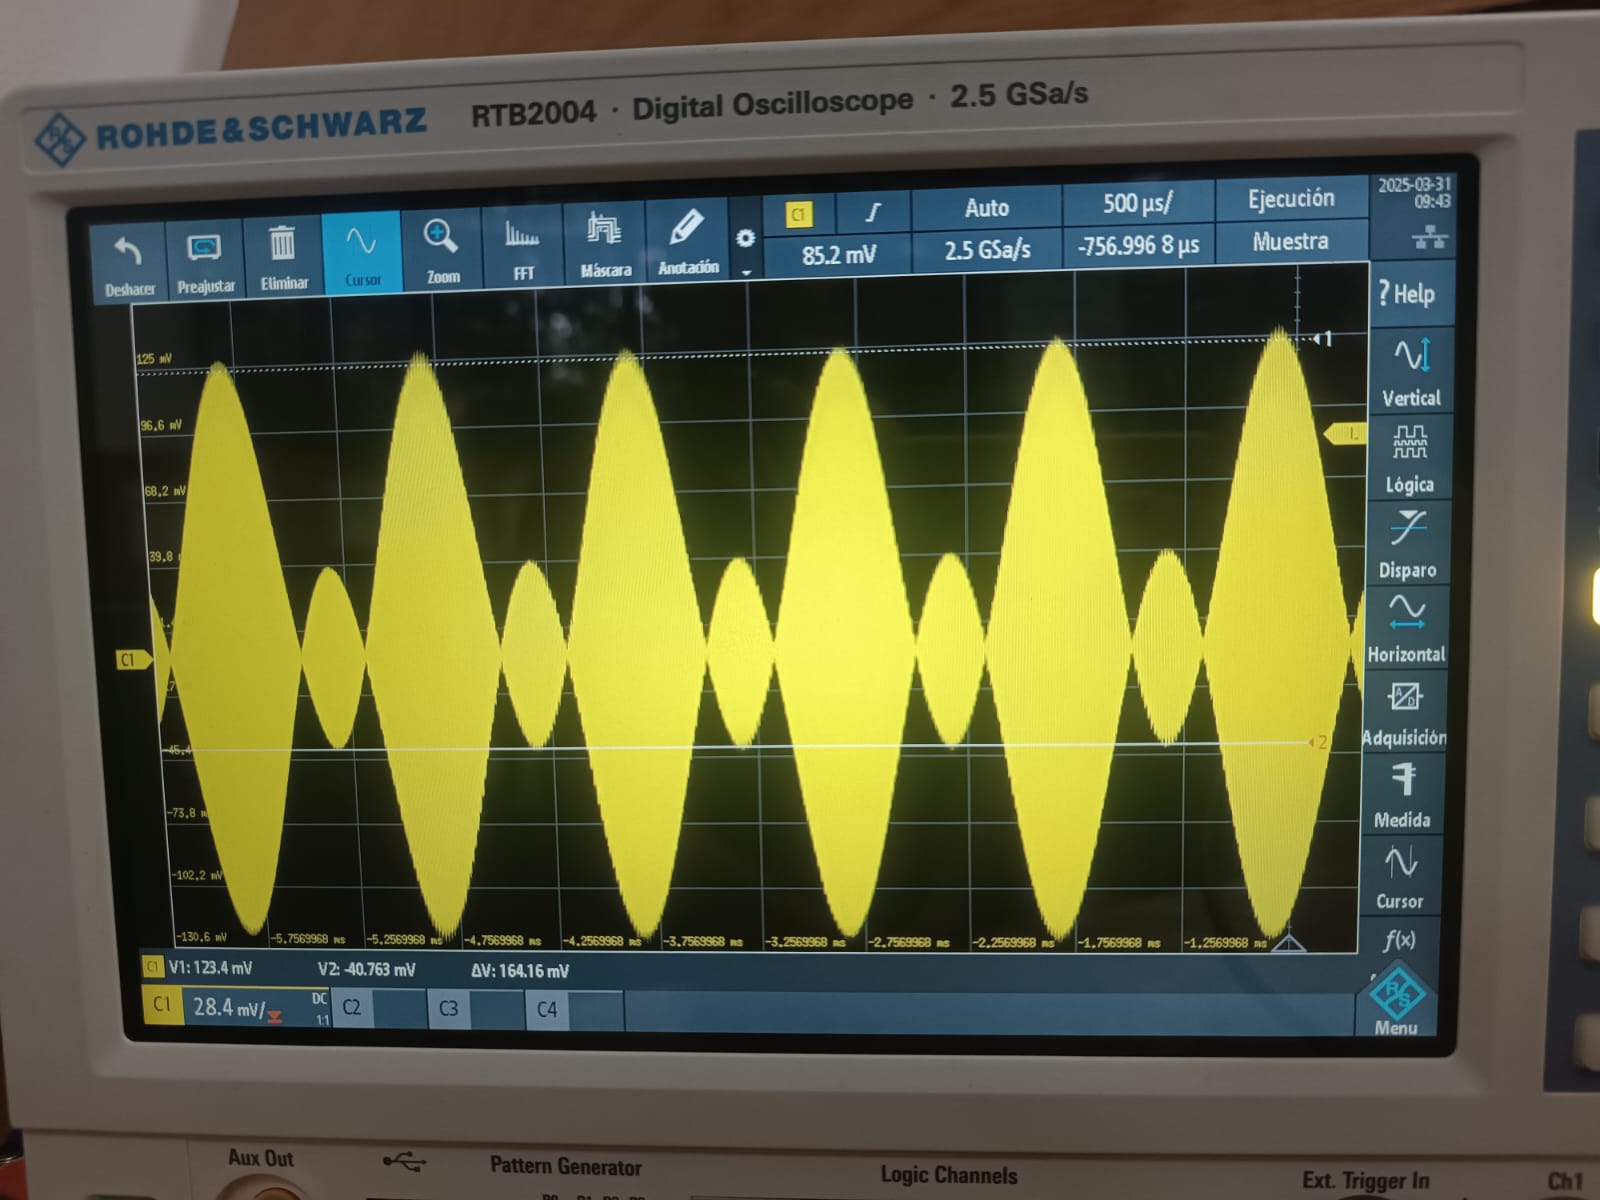 ROHDE&SCHWARZ RTB2004 · Digital Oscilloscope · 2.5 GSa/s
Deshacer
Preajustar
Eliminar
Cursor
Zoom
FFT
Máscara
Anotación
C1
85.2 mV
Auto
2.5 GSa/s
500 µs/
-756.996 8 µs
Ejecución
Muestra
2025-03-31
09:43
? Help
Vertical
Lógica
Disparo
Horizontal
Adquisición
Medida
Cursor
f(x)
Menu
125 mV
96,6 mV
68,2 mV
39,8
C1
-45,4
-73,8
-102,2 mV
-130,6 mV
1
2
-5,7569968 ms
-5,2569968 ms
-4,7569968 ms
-4,2569968 ms
-3,7569968 ms
-3,2569968 ms
-2,7569968 ms
-2,2569968 ms
-1,7569968 ms
-1,2569968 ms
C1 V1: 123.4 mV V2: -40.763 mV ΔV: 164.16 mV
C1 28.4 mV/ DC 1:1 C2 C3 C4
Aux Out
Pattern Generator
Logic Channels
Ext. Trigger In
Ch1